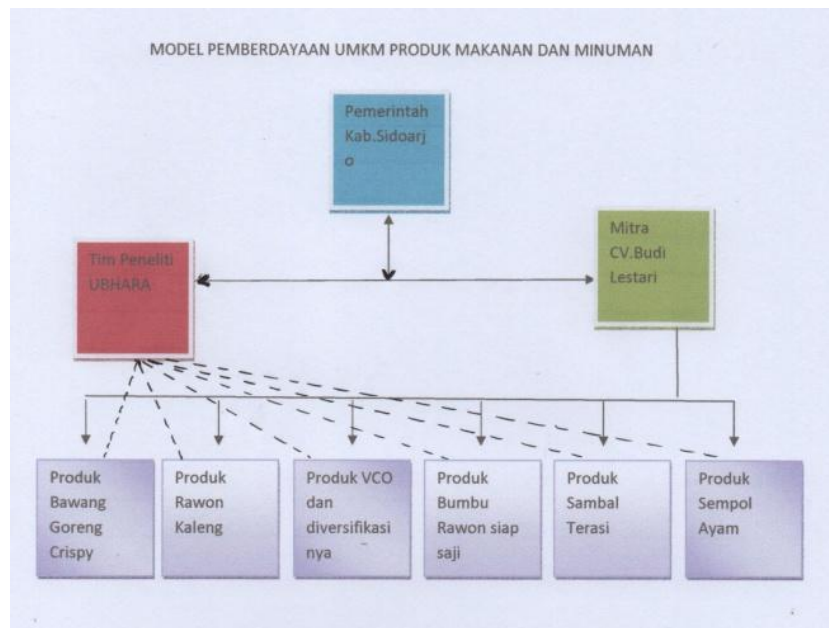 MODEL PEMBERDAYAAN UMKM PRODUK MAKANAN DAN MINUMAN
Pemerintah
Kab.Sidoarj
o
Mitra
CV.Budi
Lestari
Tim Peneliti
UBHARA
Produk
Bawang
Goreng
Crispy
Produk
Rawon
Kaleng
Produk VCO
dan
diversifikasi
nya
Produk
Bumbu
Rawon siap
saji
Produk
Sambal
Terasi
Produk
Sempol
Ayam